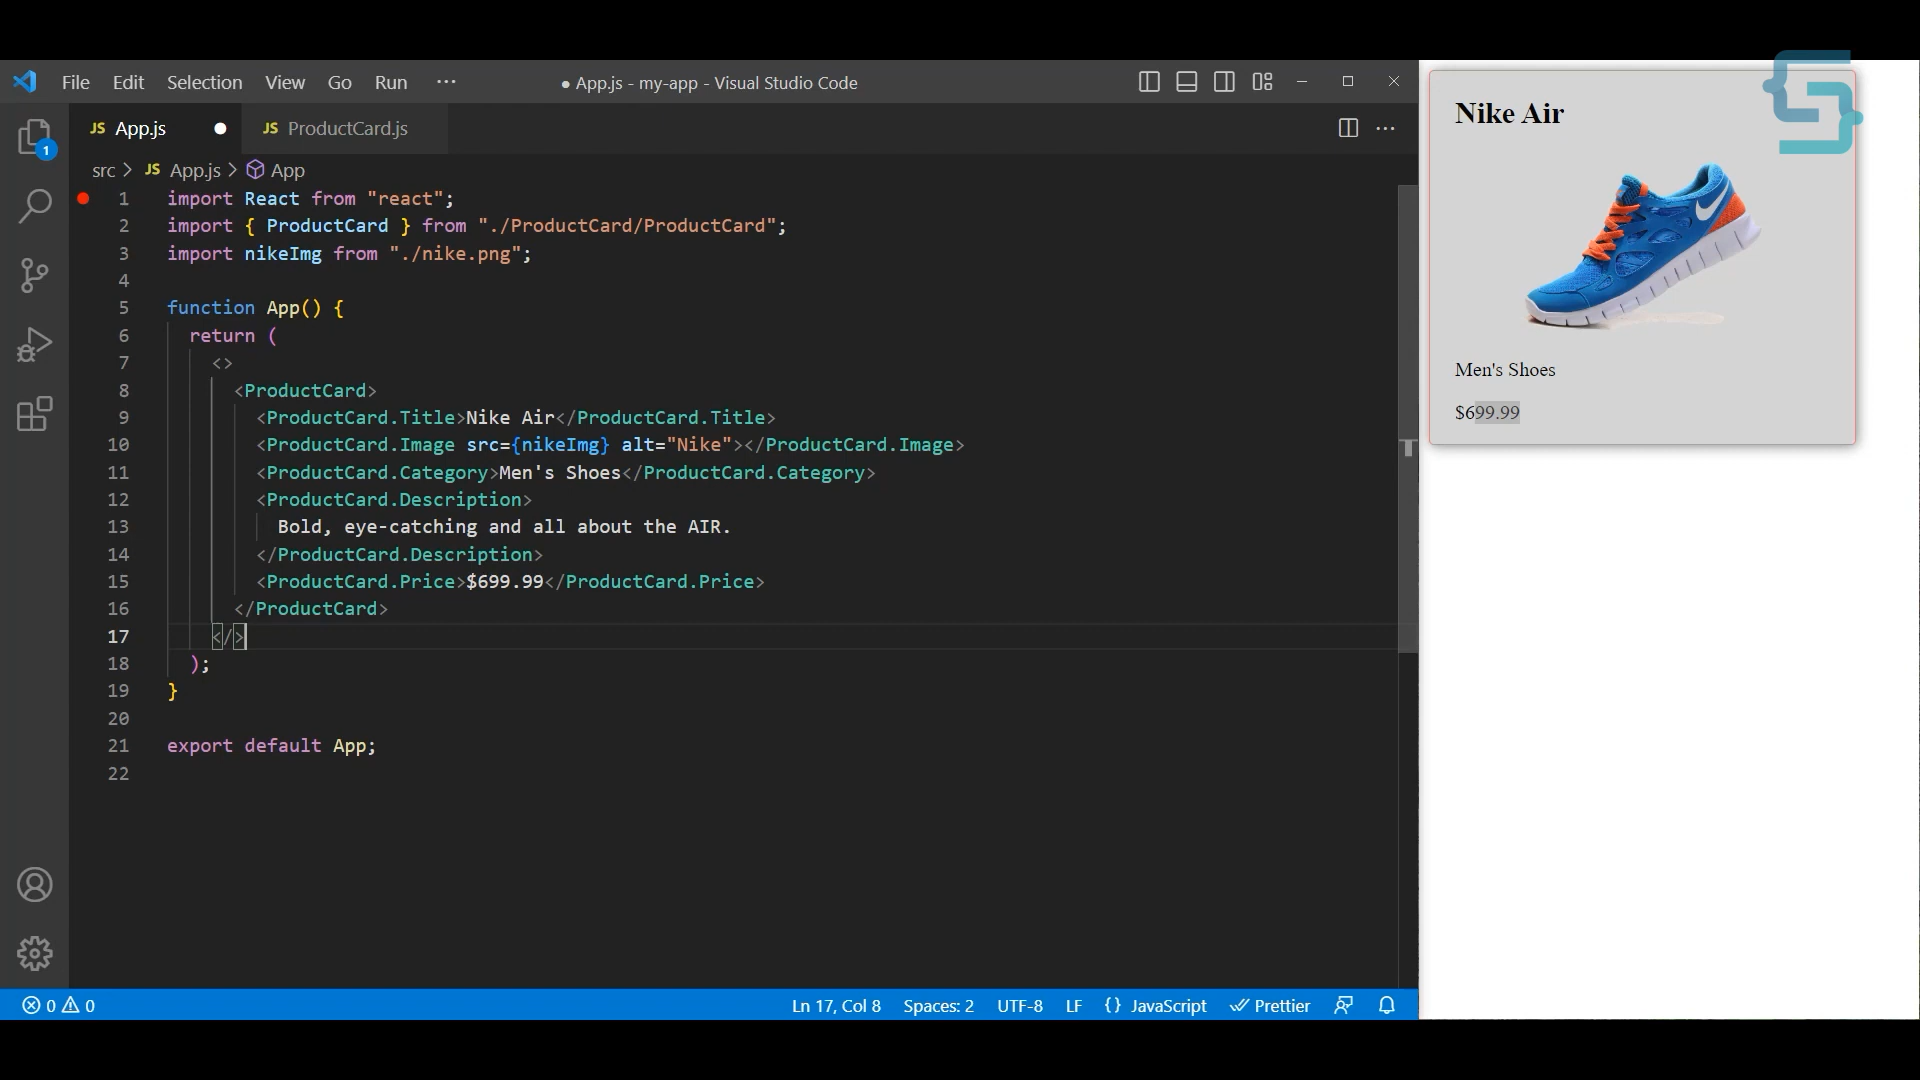 File Edit Selection View Go Run ···
● App.js - my-app - Visual Studio Code
1
JS App.js ●
JS ProductCard.js
src > JS App.js > App
1 import React from "react";
2 import { ProductCard } from "./ProductCard/ProductCard";
3 import nikeImg from "./nike.png";
4
5 function App() {
6 return (
7 <>
8 <ProductCard>
9 <ProductCard.Title>Nike Air</ProductCard.Title>
10 <ProductCard.Image src={nikeImg} alt="Nike"></ProductCard.Image>
11 <ProductCard.Category>Men's Shoes</ProductCard.Category>
12 <ProductCard.Description>
13 Bold, eye-catching and all about the AIR.
14 </ProductCard.Description>
15 <ProductCard.Price>$699.99</ProductCard.Price>
16 </ProductCard>
17 </>
18 );
19 }
20
21 export default App;
22
0 0
Ln 17, Col 8 Spaces: 2 UTF-8 LF {} JavaScript Prettier
Nike Air
Men's Shoes
$699.99